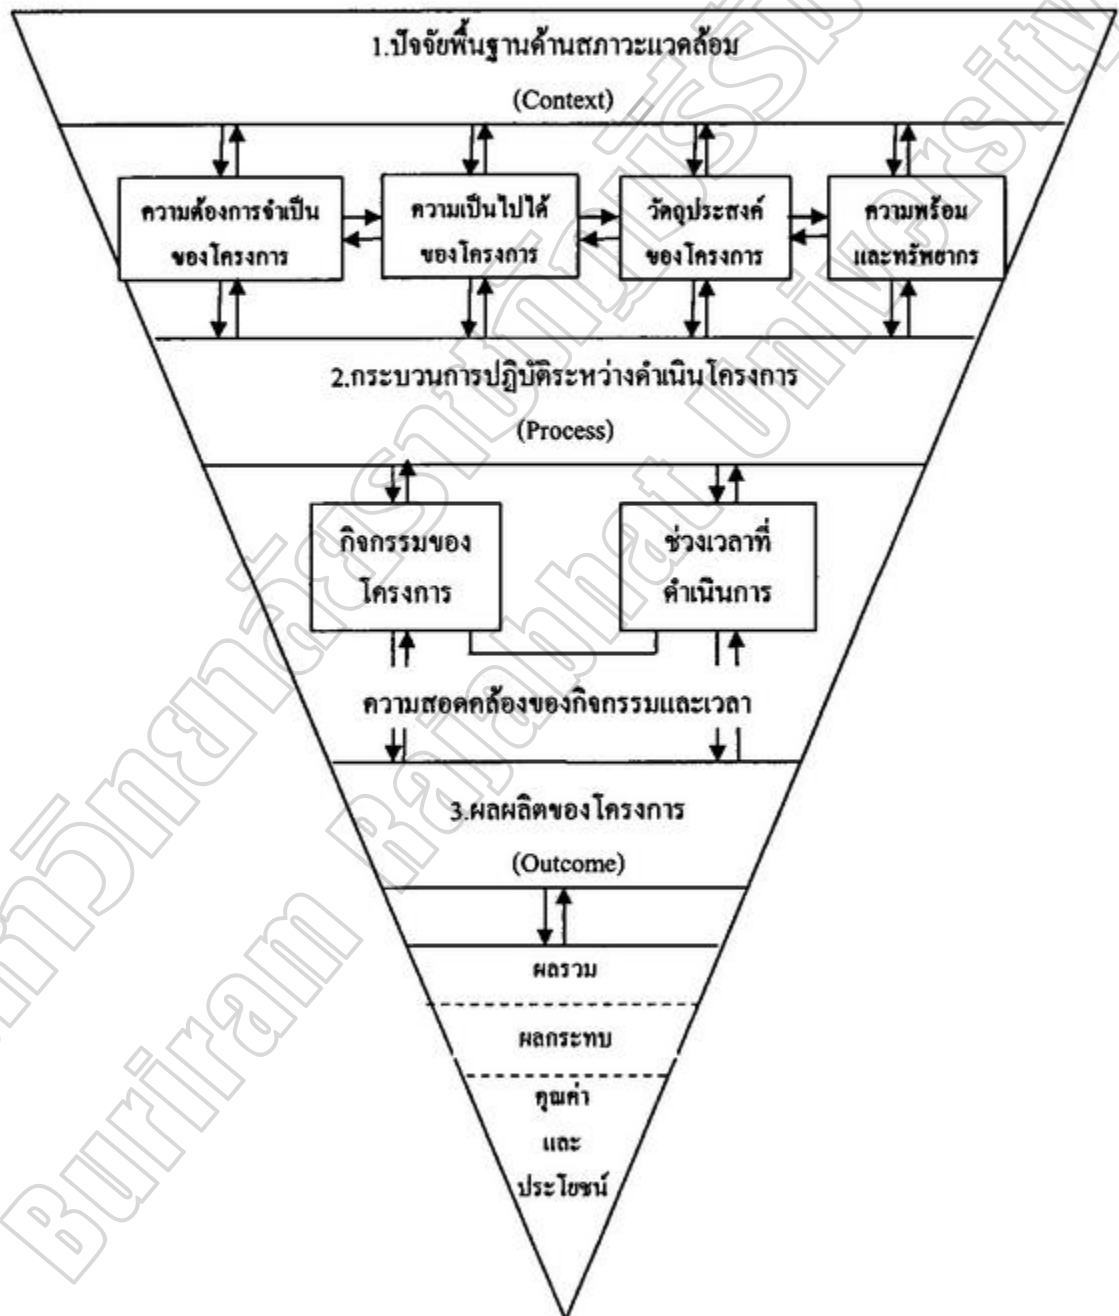 1.ปัจจัยพื้นฐานด้านสภาวะแวดล้อม
(Context)
ความต้องการจำเป็น
ของโครงการ
ความเป็นไปได้
ของโครงการ
วัตถุประสงค์
ของโครงการ
ความพร้อม
และทรัพยากร
2.กระบวนการปฏิบัติระหว่างดำเนินโครงการ
(Process)
กิจกรรมของ
โครงการ
ช่วงเวลาที่
ดำเนินการ
ความสอดคล้องของกิจกรรมและเวลา
3.ผลผลิตของโครงการ
(Outcome)
ผลรวม
ผลกระทบ
คุณค่า
และ
ประโยชน์
Buriram Rajabhat University